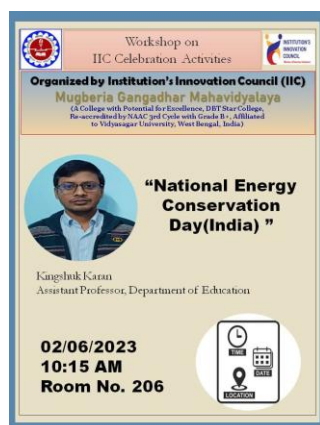 Workshop on
IIC Celebration Activities
INSTITUTION'S
INNOVATION
COUNCIL
Organized by Institution's Innovation Council (IIC)
Mugberia Gangadhar Mahavidyalaya
(A College with Potential for Excellence, DBT Star College,
Re-accredited by NAAC 3rd Cycle with Grade B+, Affiliated
to Vidyasagar University, West Bengal, India)
“National Energy
Conservation
Day(India) ”
Kingshuk Karan
Assistant Professor, Department of Education
02/06/2023
10:15 AM
Room No. 206
TIME
DATE
LOCATION